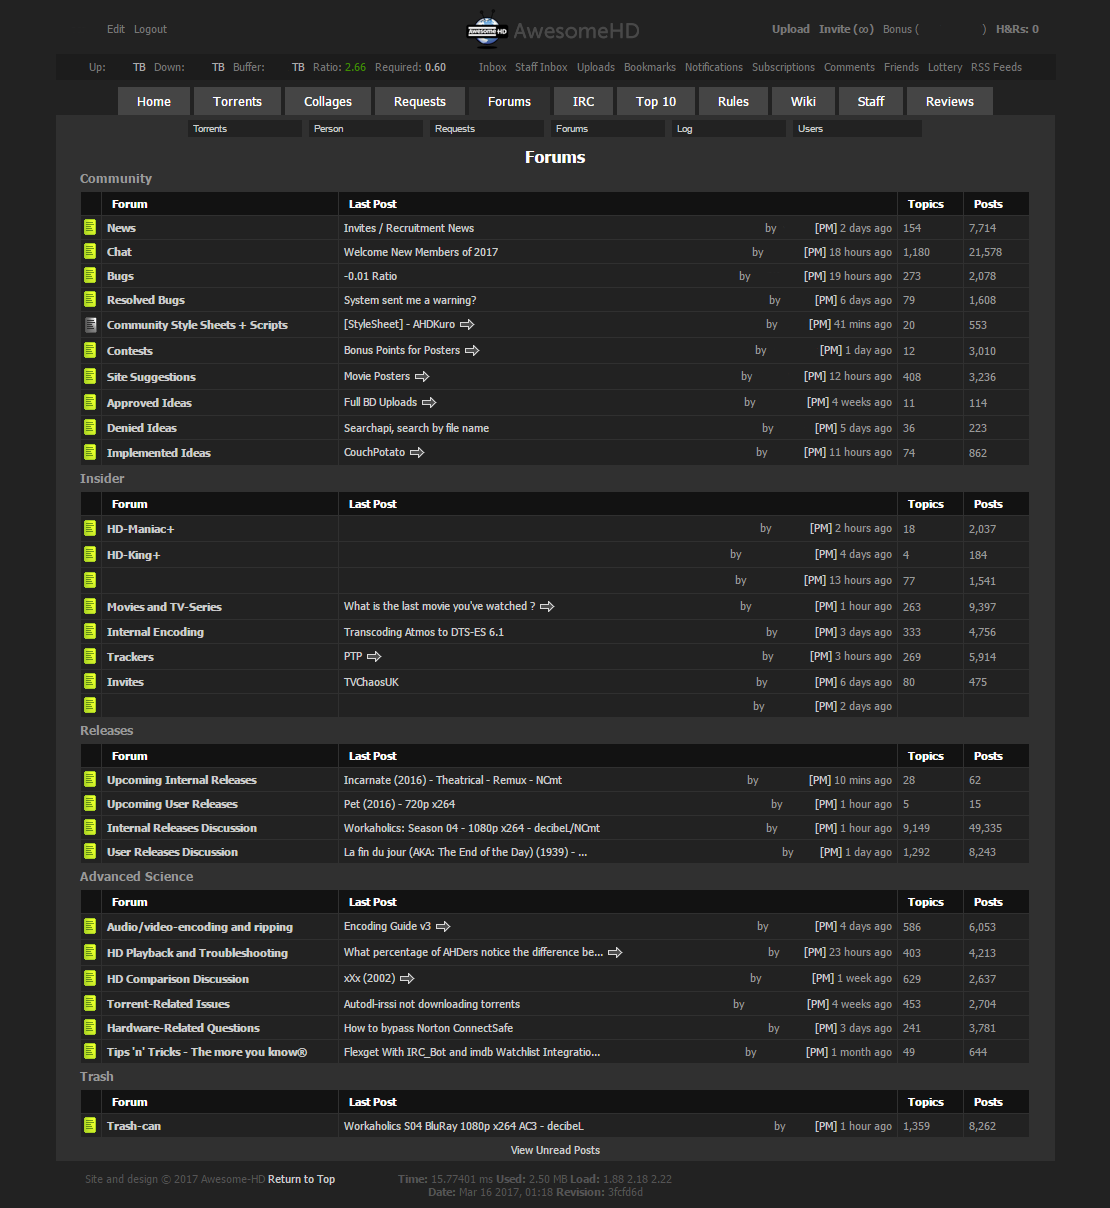 Edit Logout AwesomeHD Upload Invite (∞) Bonus ( ) H&Rs: 0
Up: TB Down: TB Buffer: TB Ratio: 2.66 Required: 0.60 Inbox Staff Inbox Uploads Bookmarks Notifications Subscriptions Comments Friends Lottery RSS Feeds
Home Torrents Collages Requests Forums IRC Top 10 Rules Wiki Staff Reviews
Torrents Person Requests Forums Log Users
Forums
Community
Forum Last Post Topics Posts
News Invites / Recruitment News by [PM] 2 days ago 154 7,714
Chat Welcome New Members of 2017 by [PM] 18 hours ago 1,180 21,578
Bugs -0.01 Ratio by [PM] 19 hours ago 273 2,078
Resolved Bugs System sent me a warning? by [PM] 6 days ago 79 1,608
Community Style Sheets + Scripts [StyleSheet] - AHDKuro by [PM] 41 mins ago 20 553
Contests Bonus Points for Posters by [PM] 1 day ago 12 3,010
Site Suggestions Movie Posters by [PM] 12 hours ago 408 3,236
Approved Ideas Full BD Uploads by [PM] 4 weeks ago 11 114
Denied Ideas Searchapi, search by file name by [PM] 5 days ago 36 223
Implemented Ideas CouchPotato by [PM] 11 hours ago 74 862
Insider
Forum Last Post Topics Posts
HD-Maniac+ by [PM] 2 hours ago 18 2,037
HD-King+ by [PM] 4 days ago 4 184
by [PM] 13 hours ago 77 1,541
Movies and TV-Series What is the last movie you've watched ? by [PM] 1 hour ago 263 9,397
Internal Encoding Transcoding Atmos to DTS-ES 6.1 by [PM] 3 days ago 333 4,756
Trackers PTP by [PM] 3 hours ago 269 5,914
Invites TVChaosUK by [PM] 6 days ago 80 475
by [PM] 2 days ago
Releases
Forum Last Post Topics Posts
Upcoming Internal Releases Incarnate (2016) - Theatrical - Remux - NCmt by [PM] 10 mins ago 28 62
Upcoming User Releases Pet (2016) - 720p x264 by [PM] 1 hour ago 5 15
Internal Releases Discussion Workaholics: Season 04 - 1080p x264 - decibeL/NCmt by [PM] 1 hour ago 9,149 49,335
User Releases Discussion La fin du jour (AKA: The End of the Day) (1939) - ... by [PM] 1 day ago 1,292 8,243
Advanced Science
Forum Last Post Topics Posts
Audio/video-encoding and ripping Encoding Guide v3 by [PM] 4 days ago 586 6,053
HD Playback and Troubleshooting What percentage of AHDers notice the difference be... by [PM] 23 hours ago 403 4,213
HD Comparison Discussion xXx (2002) by [PM] 1 week ago 629 2,637
Torrent-Related Issues Autodl-irssi not downloading torrents by [PM] 4 weeks ago 453 2,704
Hardware-Related Questions How to bypass Norton ConnectSafe by [PM] 3 days ago 241 3,781
Tips 'n' Tricks - The more you know® Flexget With IRC_Bot and imdb Watchlist Integratio... by [PM] 1 month ago 49 644
Trash
Forum Last Post Topics Posts
Trash-can Workaholics S04 BluRay 1080p x264 AC3 - decibeL by [PM] 1 hour ago 1,359 8,262
View Unread Posts
Site and design © 2017 Awesome-HD Return to Top Time: 15.77401 ms Used: 2.50 MB Load: 1.88 2.18 2.22
Date: Mar 16 2017, 01:18 Revision: 3fcfd6d